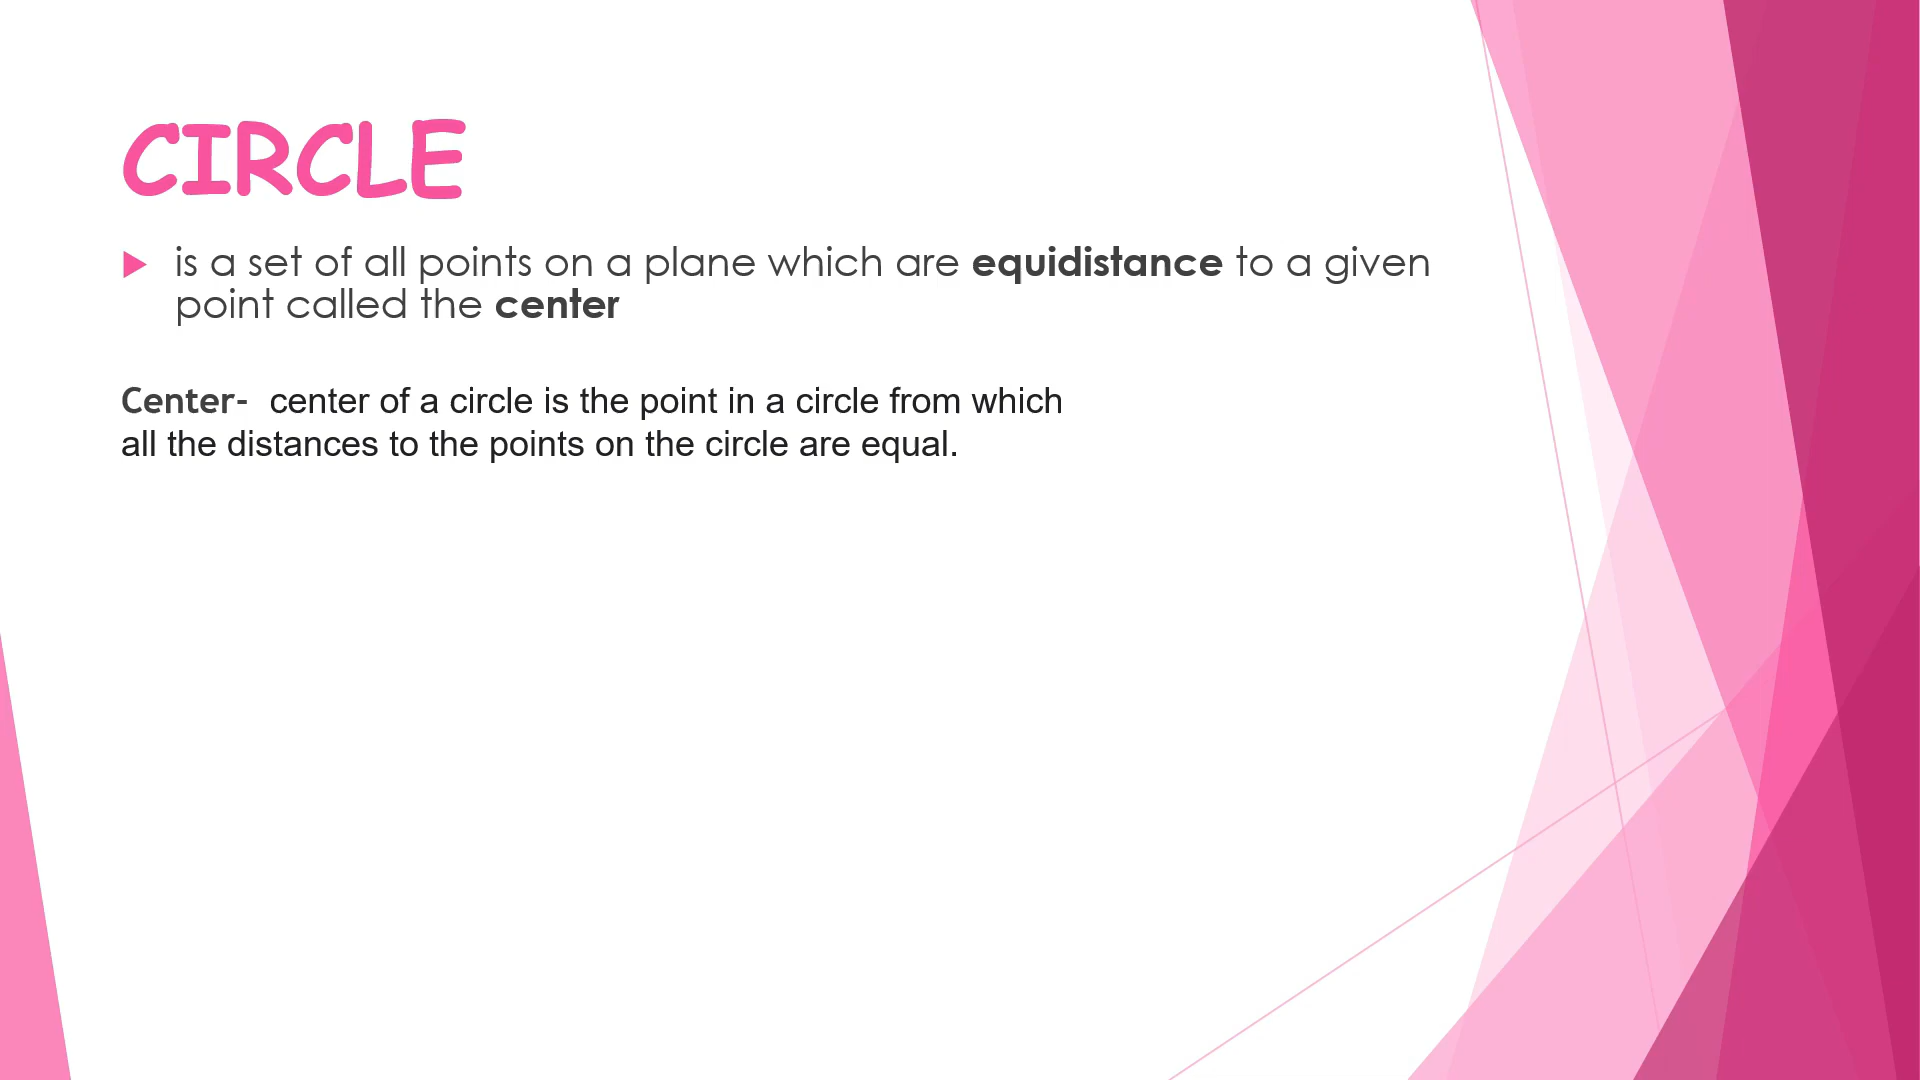 CIRCLE
is a set of all points on a plane which are equidistance to a given
point called the center
Center- center of a circle is the point in a circle from which
all the distances to the points on the circle are equal.